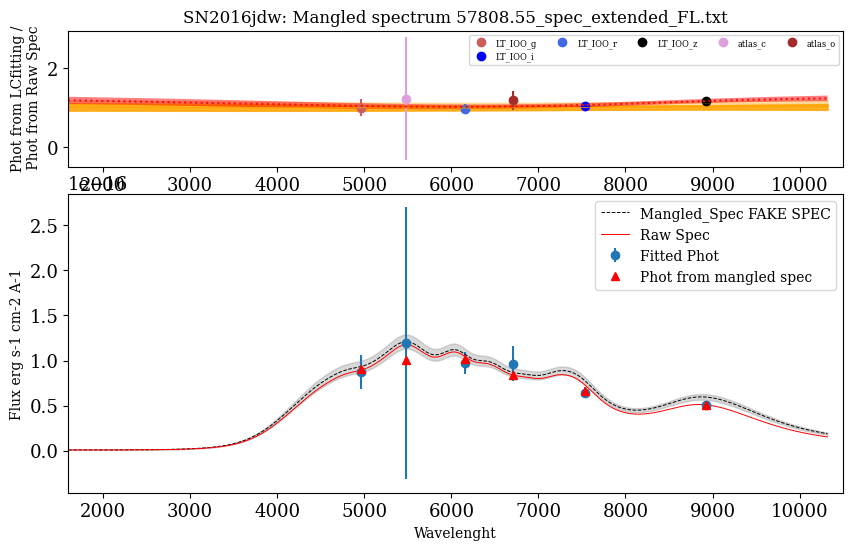 SN2016jdw: Mangled spectrum 57808.55_spec_extended_FL.txt
Phot from LCfitting /
Phot from Raw Spec
2
0
LT_IOO_g LT_IOO_r LT_IOO_z atlas_c atlas_o
LT_IOO_i
2000 3000 4000 5000 6000 7000 8000 9000 10000
1e−16
Flux erg s-1 cm-2 A-1
2.5
2.0
1.5
1.0
0.5
0.0
Mangled_Spec FAKE SPEC
Raw Spec
Fitted Phot
Phot from mangled spec
2000 3000 4000 5000 6000 7000 8000 9000 10000
Wavelenght